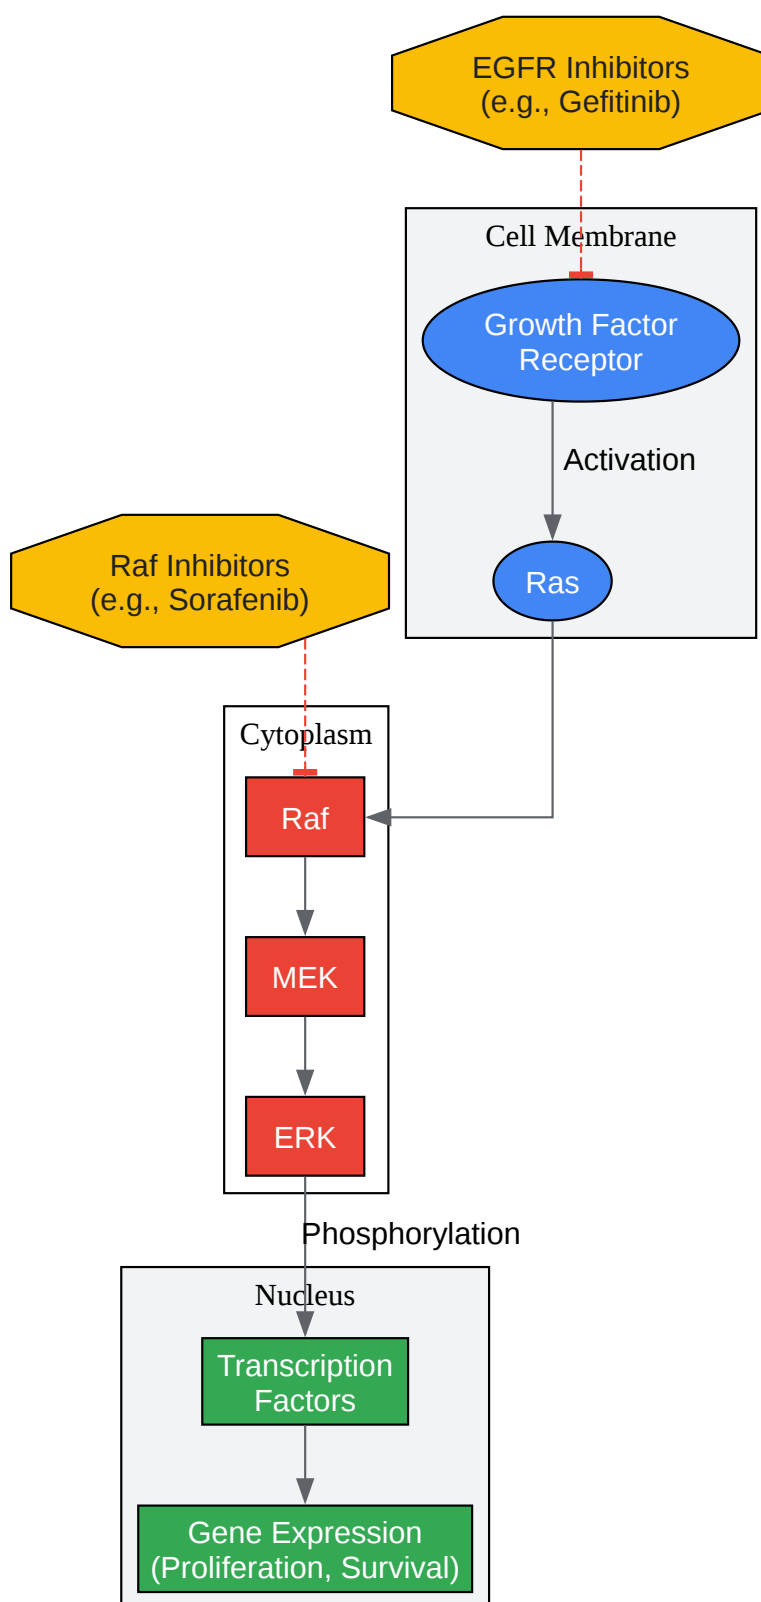 EGFR Inhibitors
(e.g., Gefitinib)
Cell Membrane
Growth Factor
Receptor
Activation
Raf Inhibitors
(e.g., Sorafenib)
Ras
Cytoplasm
Raf
MEK
ERK
Phosphorylation
Nucleus
Transcription
Factors
Gene Expression
(Proliferation, Survival)